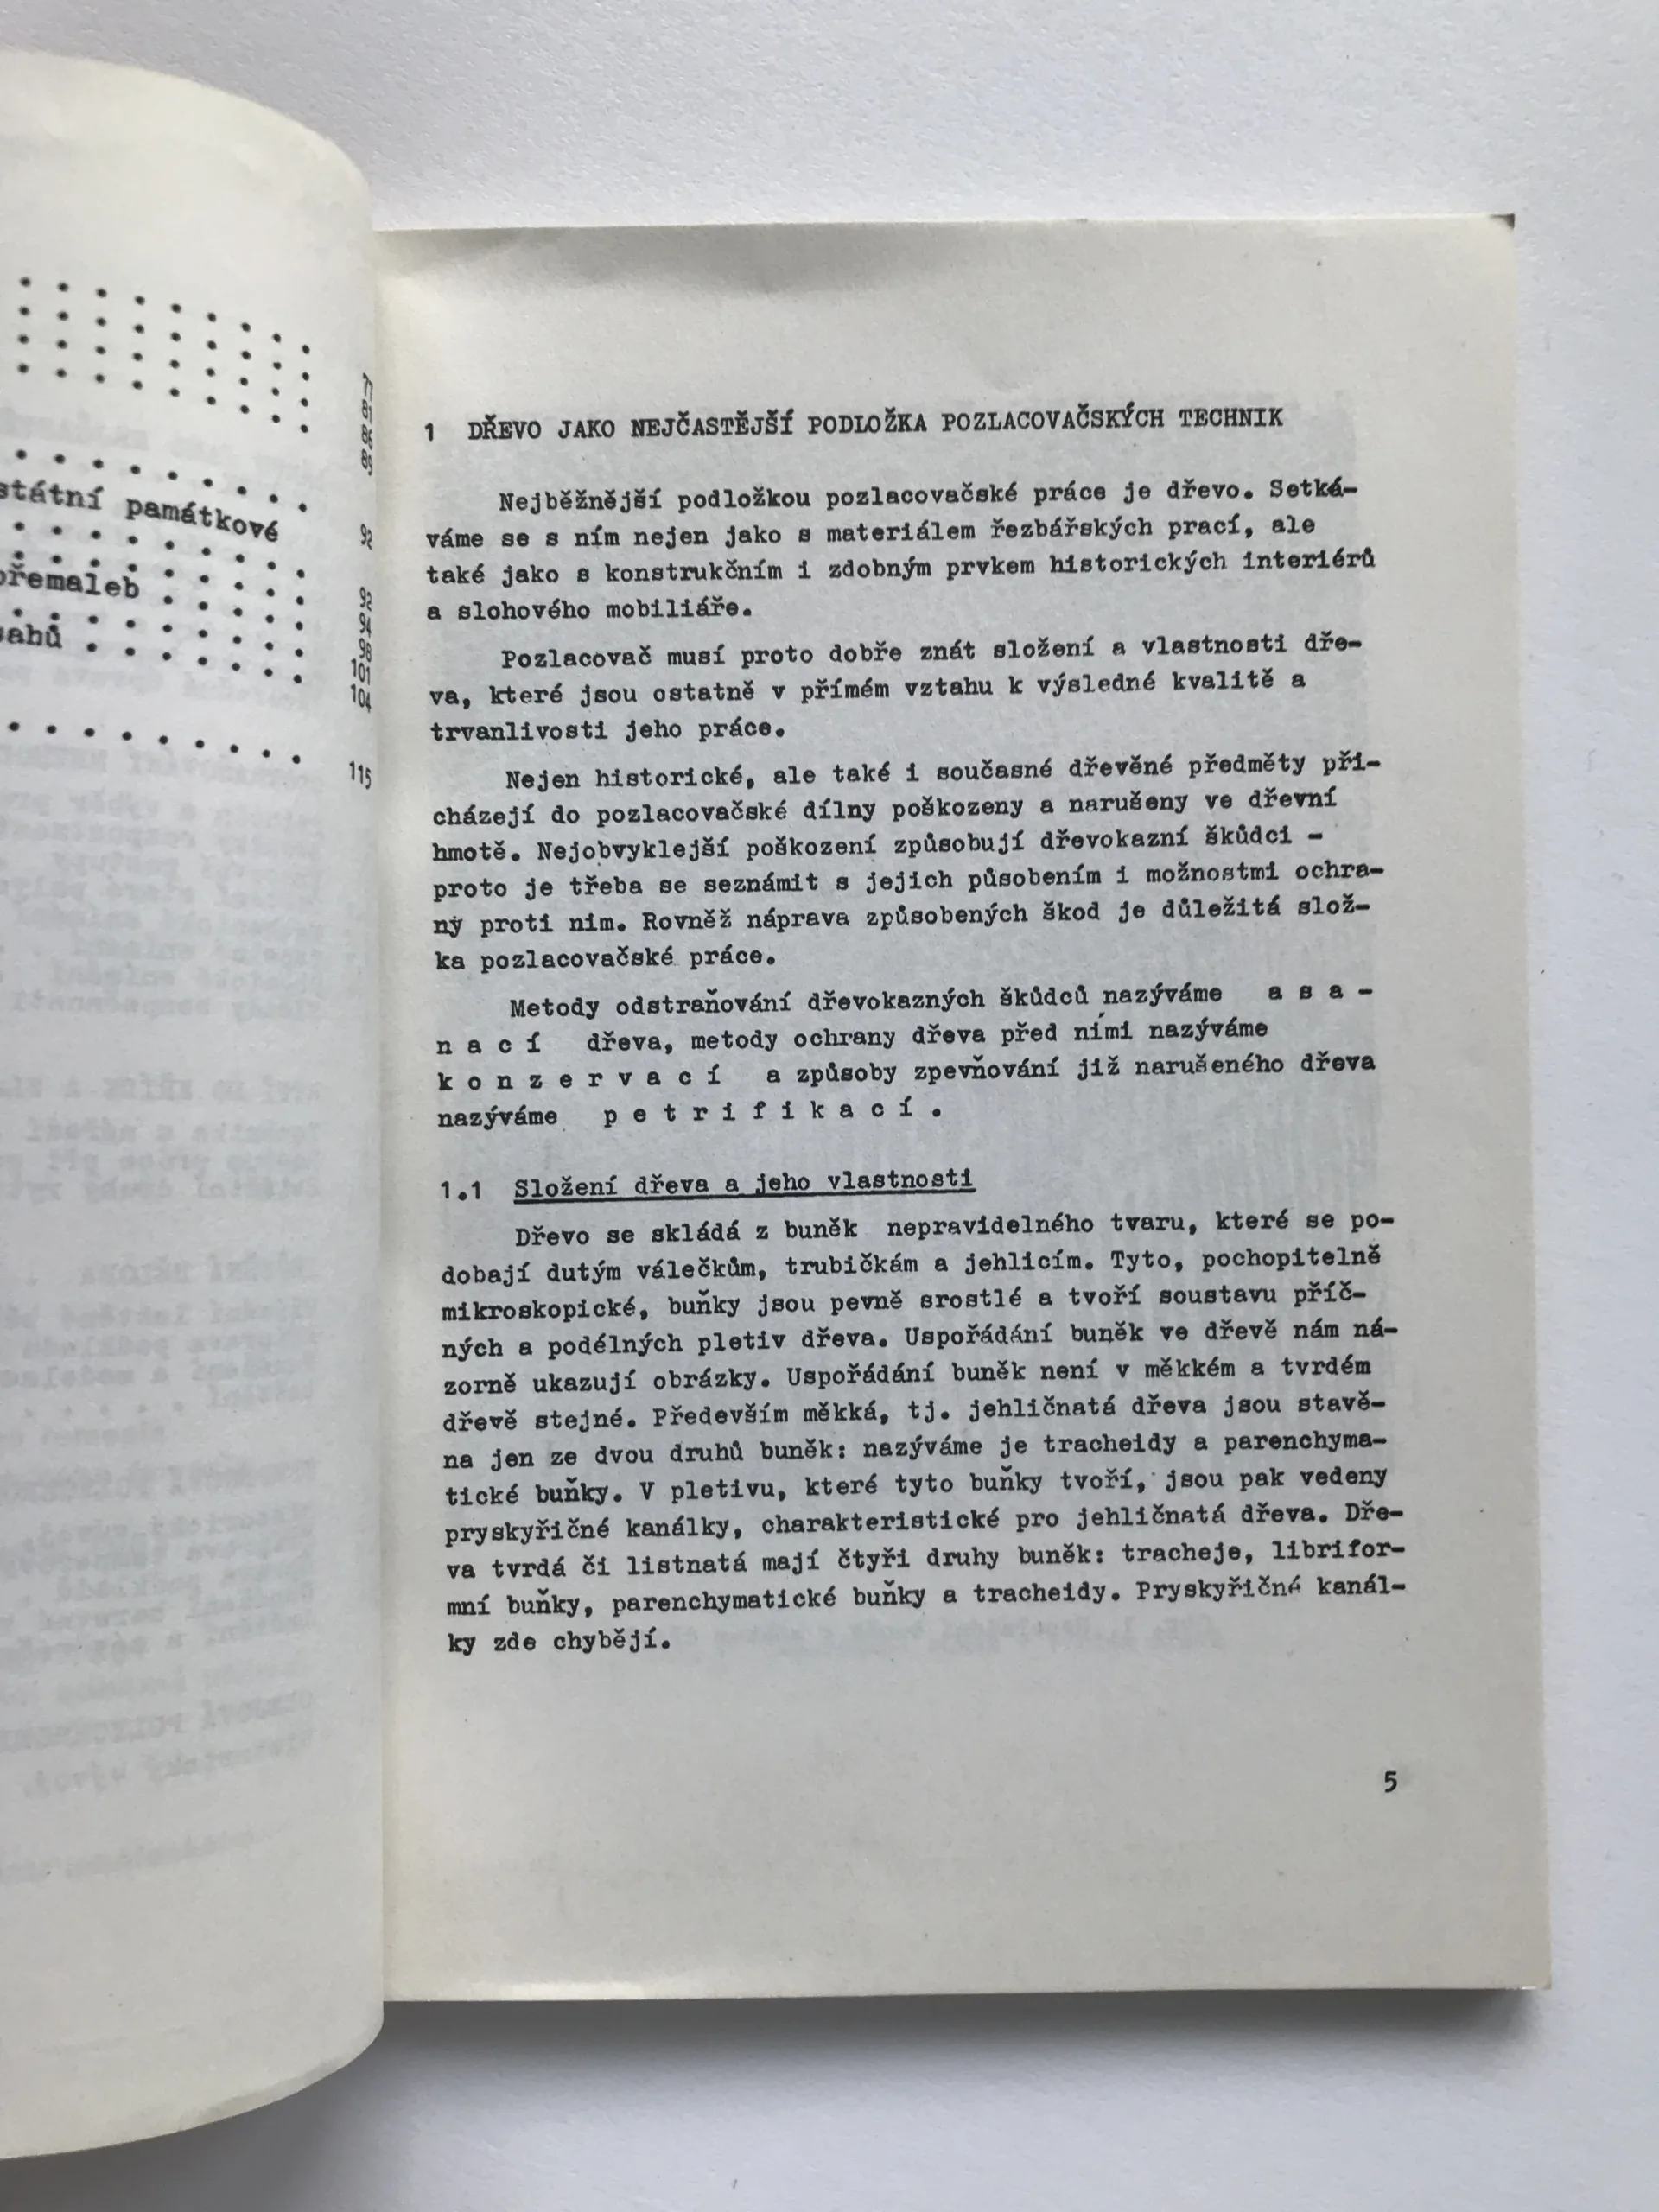 státní památkové
přemaleb
92
92
94
98
101
104
115
1 DŘEVO JAKO NEJČASTĚJŠÍ PODLOŽKA POZLACOVAČSKÝCH TECHNIK
Nejběžnější podložkou pozlacovačské práce je dřevo. Setká-
váme se s ním nejen jako s materiálem řezbářských prací, ale
také jako s konstrukčním i zdobným prvkem historických interiérů
a slohového mobiliáře.
Pozlacovač musí proto dobře znát složení a vlastnosti dře-
va, které jsou ostatně v přímém vztahu k výsledné kvalitě a
trvanlivosti jeho práce.
Nejen historické, ale také i současné dřevěné předměty při-
cházejí do pozlacovačské dílny poškozeny a narušeny ve dřevní
hmotě. Nejobvyklejší poškození způsobují dřevokazní škůdci -
proto je třeba se seznámit s jejich působením i možnostmi ochra-
ny proti nim. Rovněž náprava způsobených škod je důležitá slož-
ka pozlacovačské práce.
Metody odstraňování dřevokazných škůdců nazýváme a s a -
n a c í dřeva, metody ochrany dřeva před nimi nazýváme
k o n z e r v a c í a způsoby zpevňování již narušeného dřeva
nazýváme p e t r i f i k a c í .
1.1 Složení dřeva a jeho vlastnosti
Dřevo se skládá z buněk nepravidelného tvaru, které se po-
dobají dutým válečkům, trubičkám a jehlicím. Tyto, pochopitelně
mikroskopické, buňky jsou pevně srostlé a tvoří soustavu příč-
ných a podélných pletiv dřeva. Uspořádání buněk ve dřevě nám ná-
zorně ukazují obrázky. Uspořádání buněk není v měkkém a tvrdém
dřevě stejné. Především měkká, tj. jehličnatá dřeva jsou stavě-
na jen ze dvou druhů buněk: nazýváme je tracheidy a parenchyma-
tické buňky. V pletivu, které tyto buňky tvoří, jsou pak vedeny
pryskyřičné kanálky, charakteristické pro jehličnatá dřeva. Dře-
va tvrdá či listnatá mají čtyři druhy buněk: tracheje, librifor-
mní buňky, parenchymatické buňky a tracheidy. Pryskyřičné kanál-
ky zde chybějí.
5